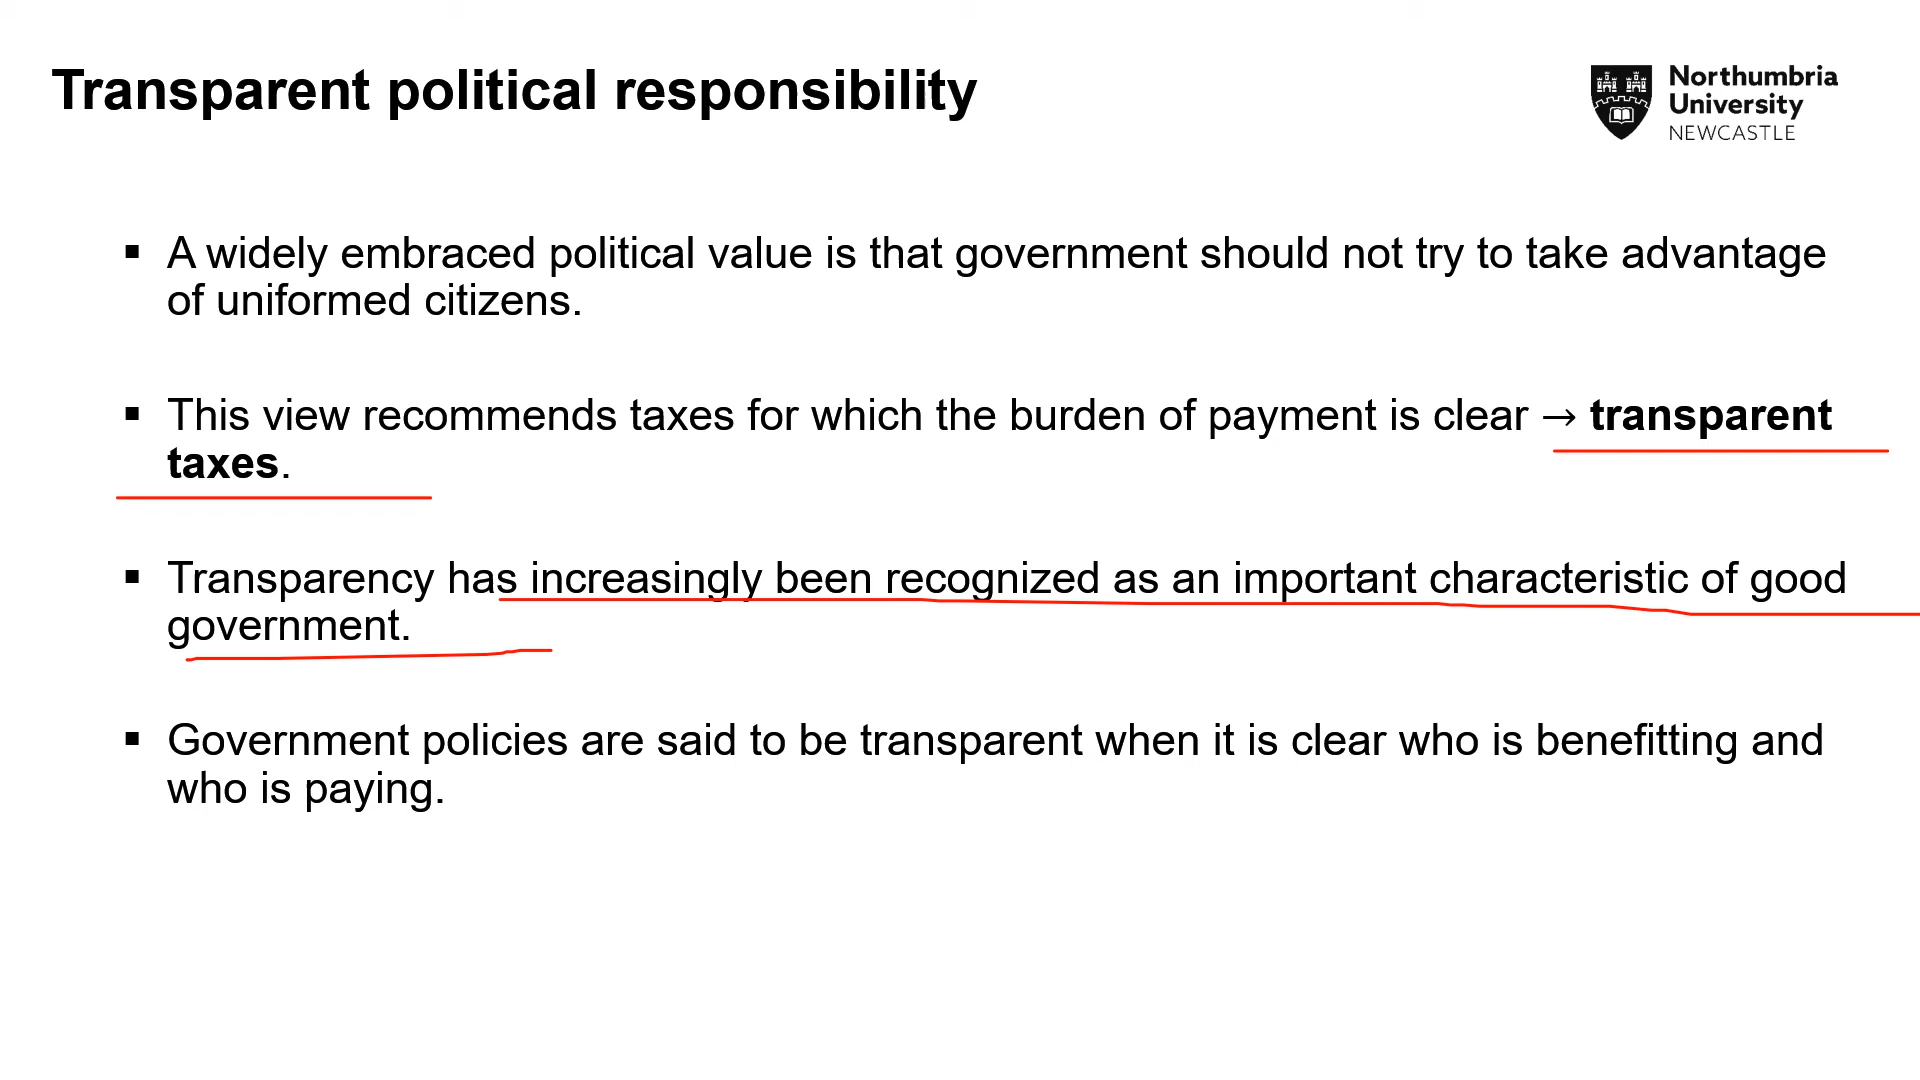 Transparent political responsibility
Northumbria
University
NEWCASTLE
▪ A widely embraced political value is that government should not try to take advantage
of uniformed citizens.
▪ This view recommends taxes for which the burden of payment is clear → transparent
taxes.
▪ Transparency has increasingly been recognized as an important characteristic of good
government.
▪ Government policies are said to be transparent when it is clear who is benefitting and
who is paying.